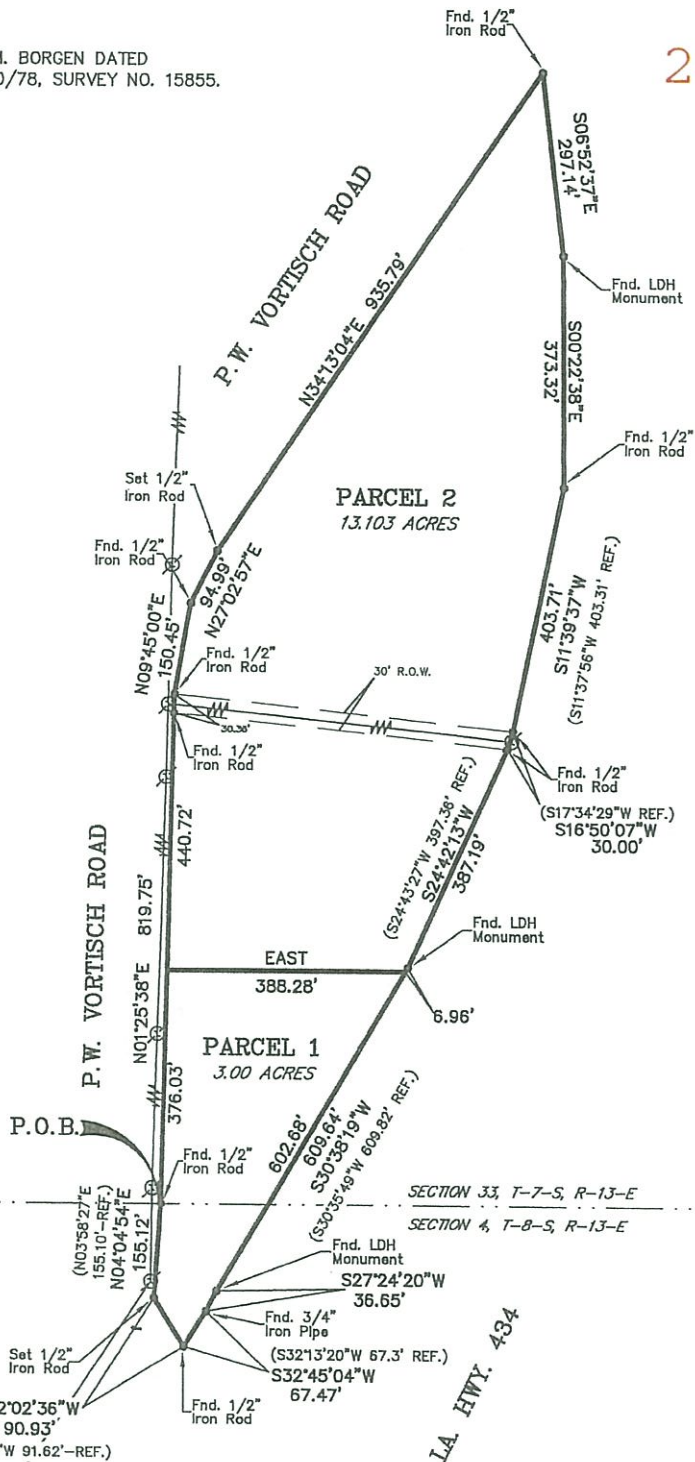 H. BORGEN DATED
0/78, SURVEY NO. 15855.
2
Fnd. 1/2"
Iron Rod
S06°52'37"E
297.14'
P.W. VORTISCH ROAD
N34°13'04"E 935.79'
Fnd. LDH
Monument
S00°22'38"E
373.32'
Set 1/2"
Iron Rod
Fnd. 1/2"
Iron Rod
PARCEL 2
13.103 ACRES
Fnd. 1/2"
Iron Rod
94.99'
N27°02'57"E
N09°45'00"E
150.45'
403.71'
S11°39'37"W
(S11°37'56"W 403.31' REF.)
Fnd. 1/2"
Iron Rod
30' R.O.W.
30.36'
Fnd. 1/2"
Iron Rod
Fnd. 1/2"
Iron Rod
(S17°34'29"W REF.)
S16°50'07"W
30.00'
440.72'
(S24°43'27"W 397.36' REF.)
S24°42'13"W
387.19'
P.W. VORTISCH ROAD
N01°25'38"E 819.75'
Fnd. LDH
Monument
EAST
388.28'
6.96'
PARCEL 1
3.00 ACRES
376.03'
P.O.B.
Fnd. 1/2"
Iron Rod
602.68'
609.64'
S30°38'19"W
(S30°35'49"W 609.82' REF.)
SECTION 33, T-7-S, R-13-E
SECTION 4, T-8-S, R-13-E
(N03°58'27"E
155.10'-REF.)
N04°04'54"E
155.12'
Fnd. LDH
Monument
S27°24'20"W
36.65'
Fnd. 3/4"
Iron Pipe
(S32°13'20"W 67.3' REF.)
S32°45'04"W
67.47'
Set 1/2"
Iron Rod
Fnd. 1/2"
Iron Rod
2°02'36"W
90.93'
"W 91.62'-REF.)
LA. HWY. 434